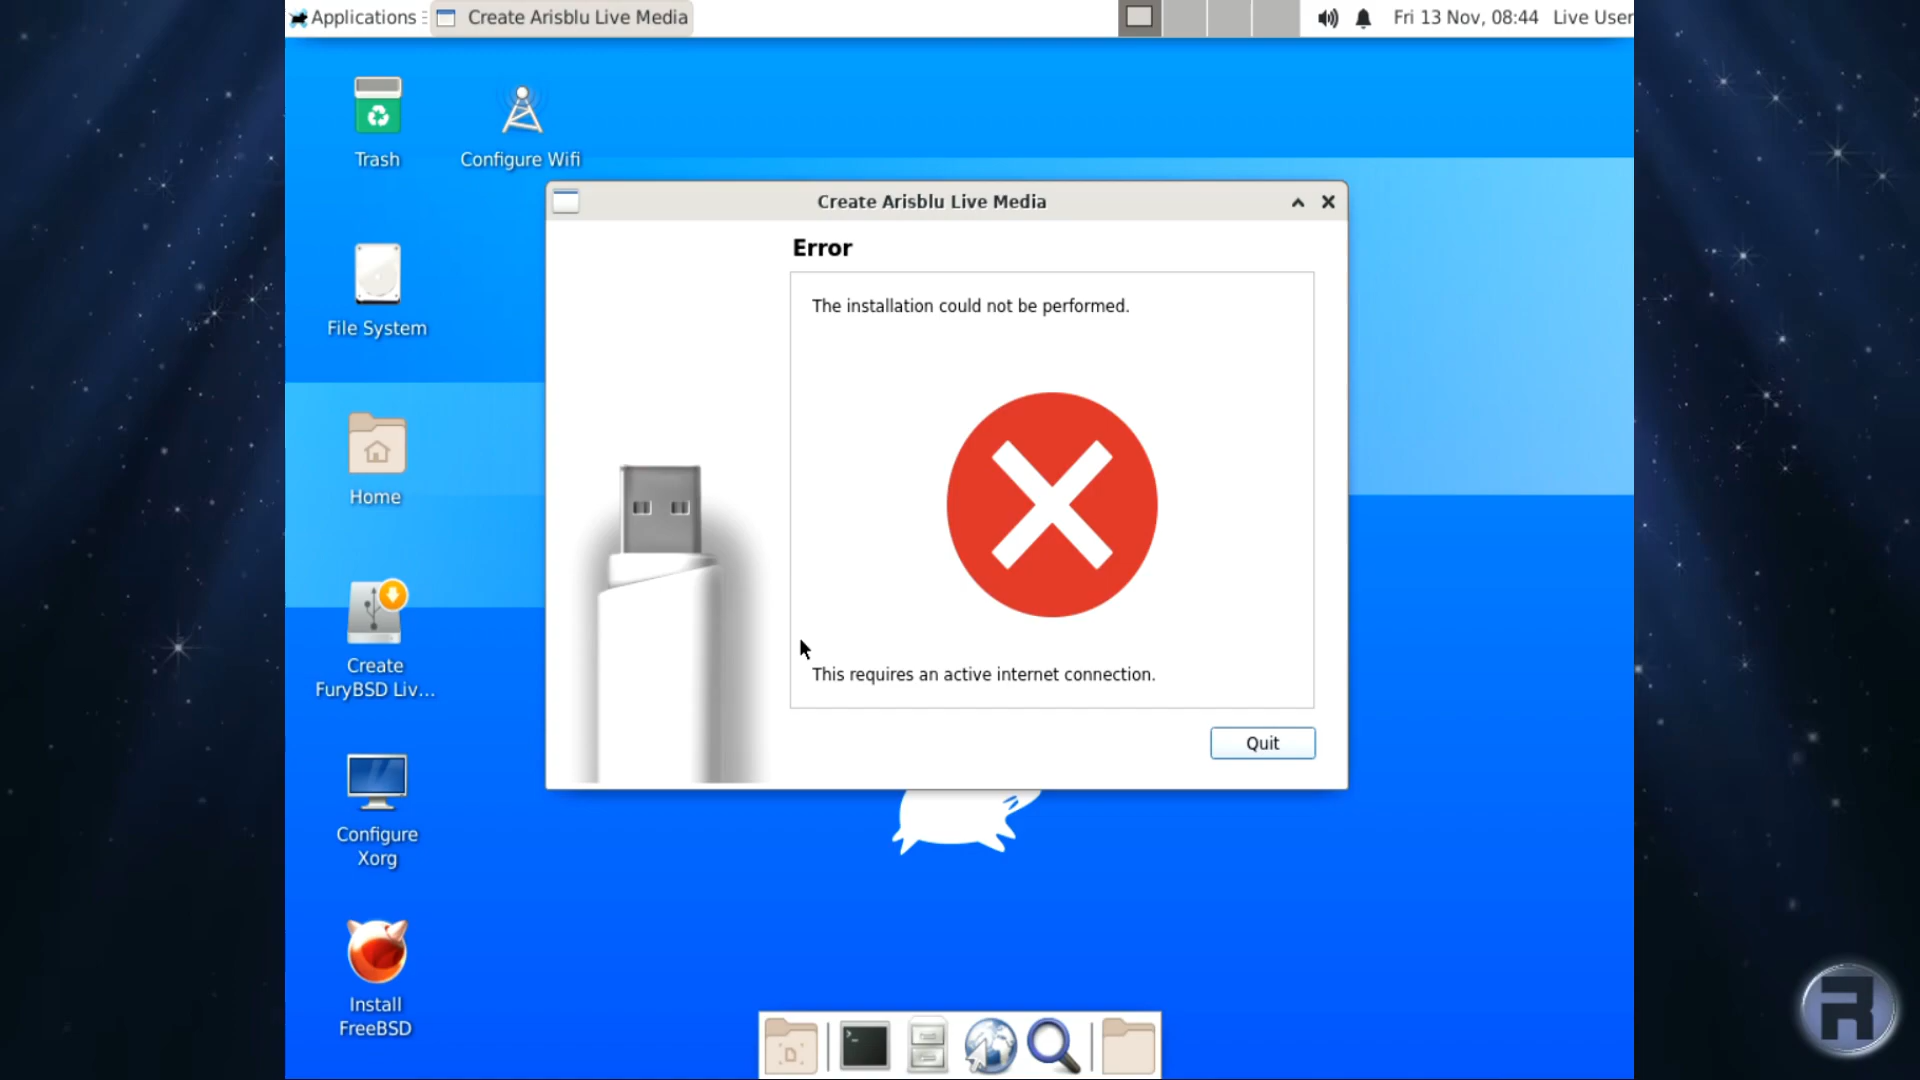 Applications
Create Arisblu Live Media
Fri 13 Nov, 08:44
Live User
Trash
Configure Wifi
Create Arisblu Live Media
Error
The installation could not be performed.
File System
Home
Create
FuryBSD Liv...
This requires an active internet connection.
Quit
Configure
Xorg
Install
FreeBSD
R